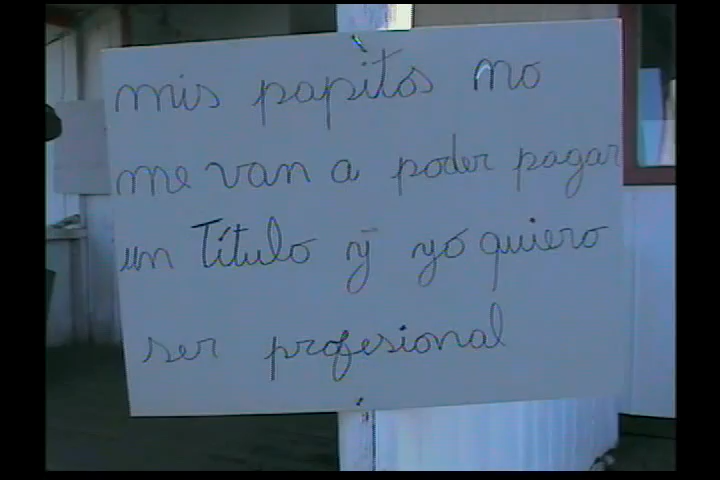 mis papitos no
me van a poder pagar
un Título y yo quiero
ser profesional